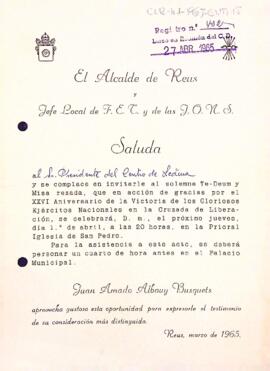 Registro nº 442
27 ABR. 1965
El Alcalde de Reus
y
Jefe Local de F.E.T. y de las J.O.N.S.
Saluda
al Sr. Presidente del Centro de Lectura
y se complace en invitarle al solemne Te-Deum y
Misa rezada, que en acción de gracias por el
XXVI Aniversario de la Victoria de los Gloriosos
Ejércitos Nacionales en la Cruzada de Libera-
ción, se celebrará, D. m., el próximo jueves,
día 1.º de abril, a las 20 horas, en la Prioral
Iglesia de San Pedro.
Para la asistencia a este acto, se deberá
personar un cuarto de hora antes en el Palacio
Municipal.
Juan Amado Albouy Busquets
aprovecha gustoso esta oportunidad para expresarle el testimonio
de su consideración más distinguida.
Reus, marzo de 1965.